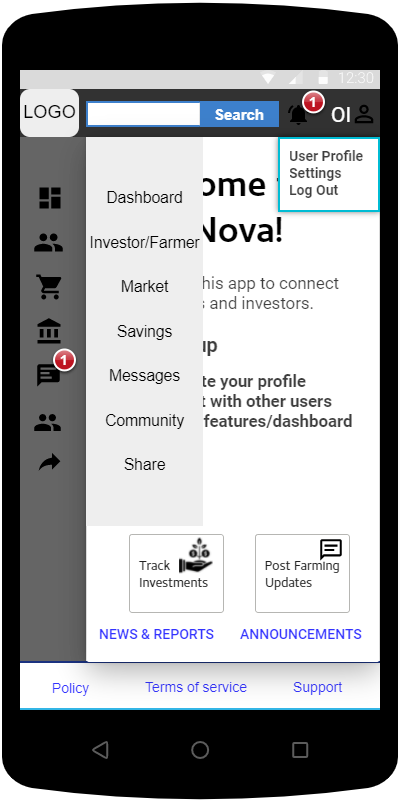 12:30
LOGO
Search
1
Ol
User Profile
Settings
Log Out
ome
Nova!
his app to connect
s and investors.
up
te your profile
t with other users
features/dashboard
Dashboard
Investor/Farmer
Market
Savings
1
Messages
Community
Share
Track
Investments
Post Farming
Updates
NEWS & REPORTS
ANNOUNCEMENTS
Policy
Terms of service
Support